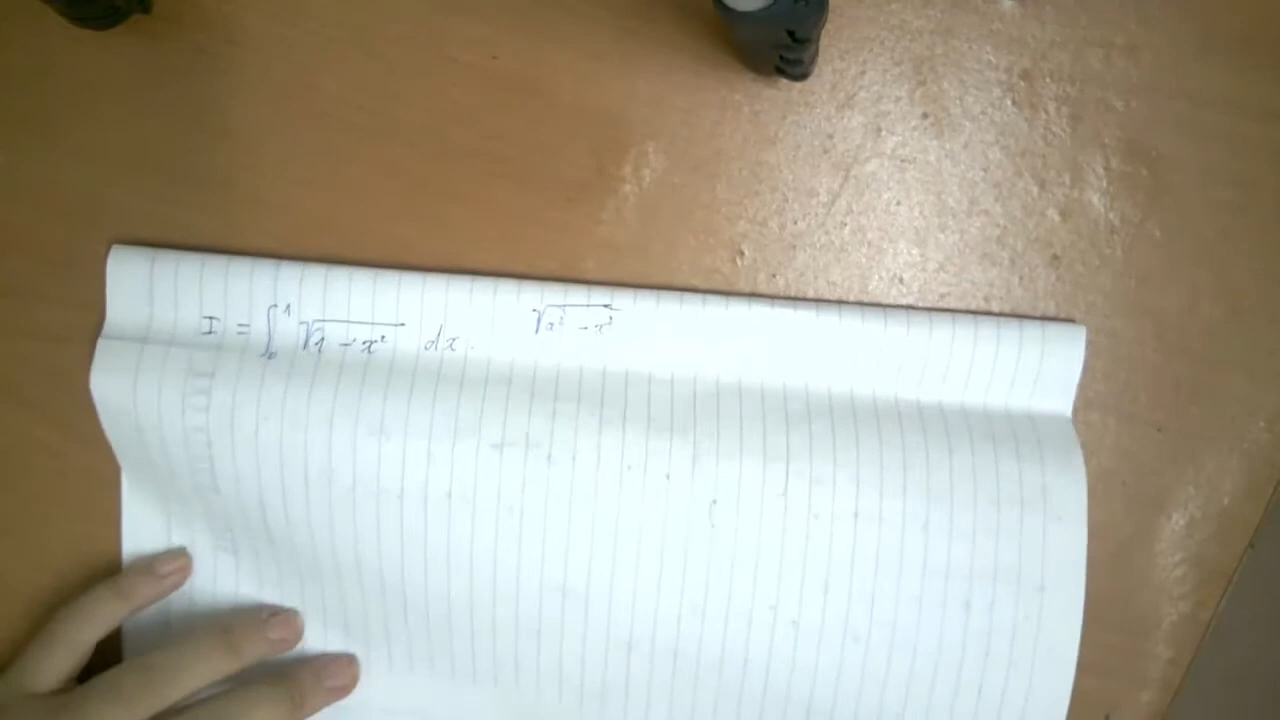 I = ∫₀¹ √(1 - x²) dx. √(a² - x²)